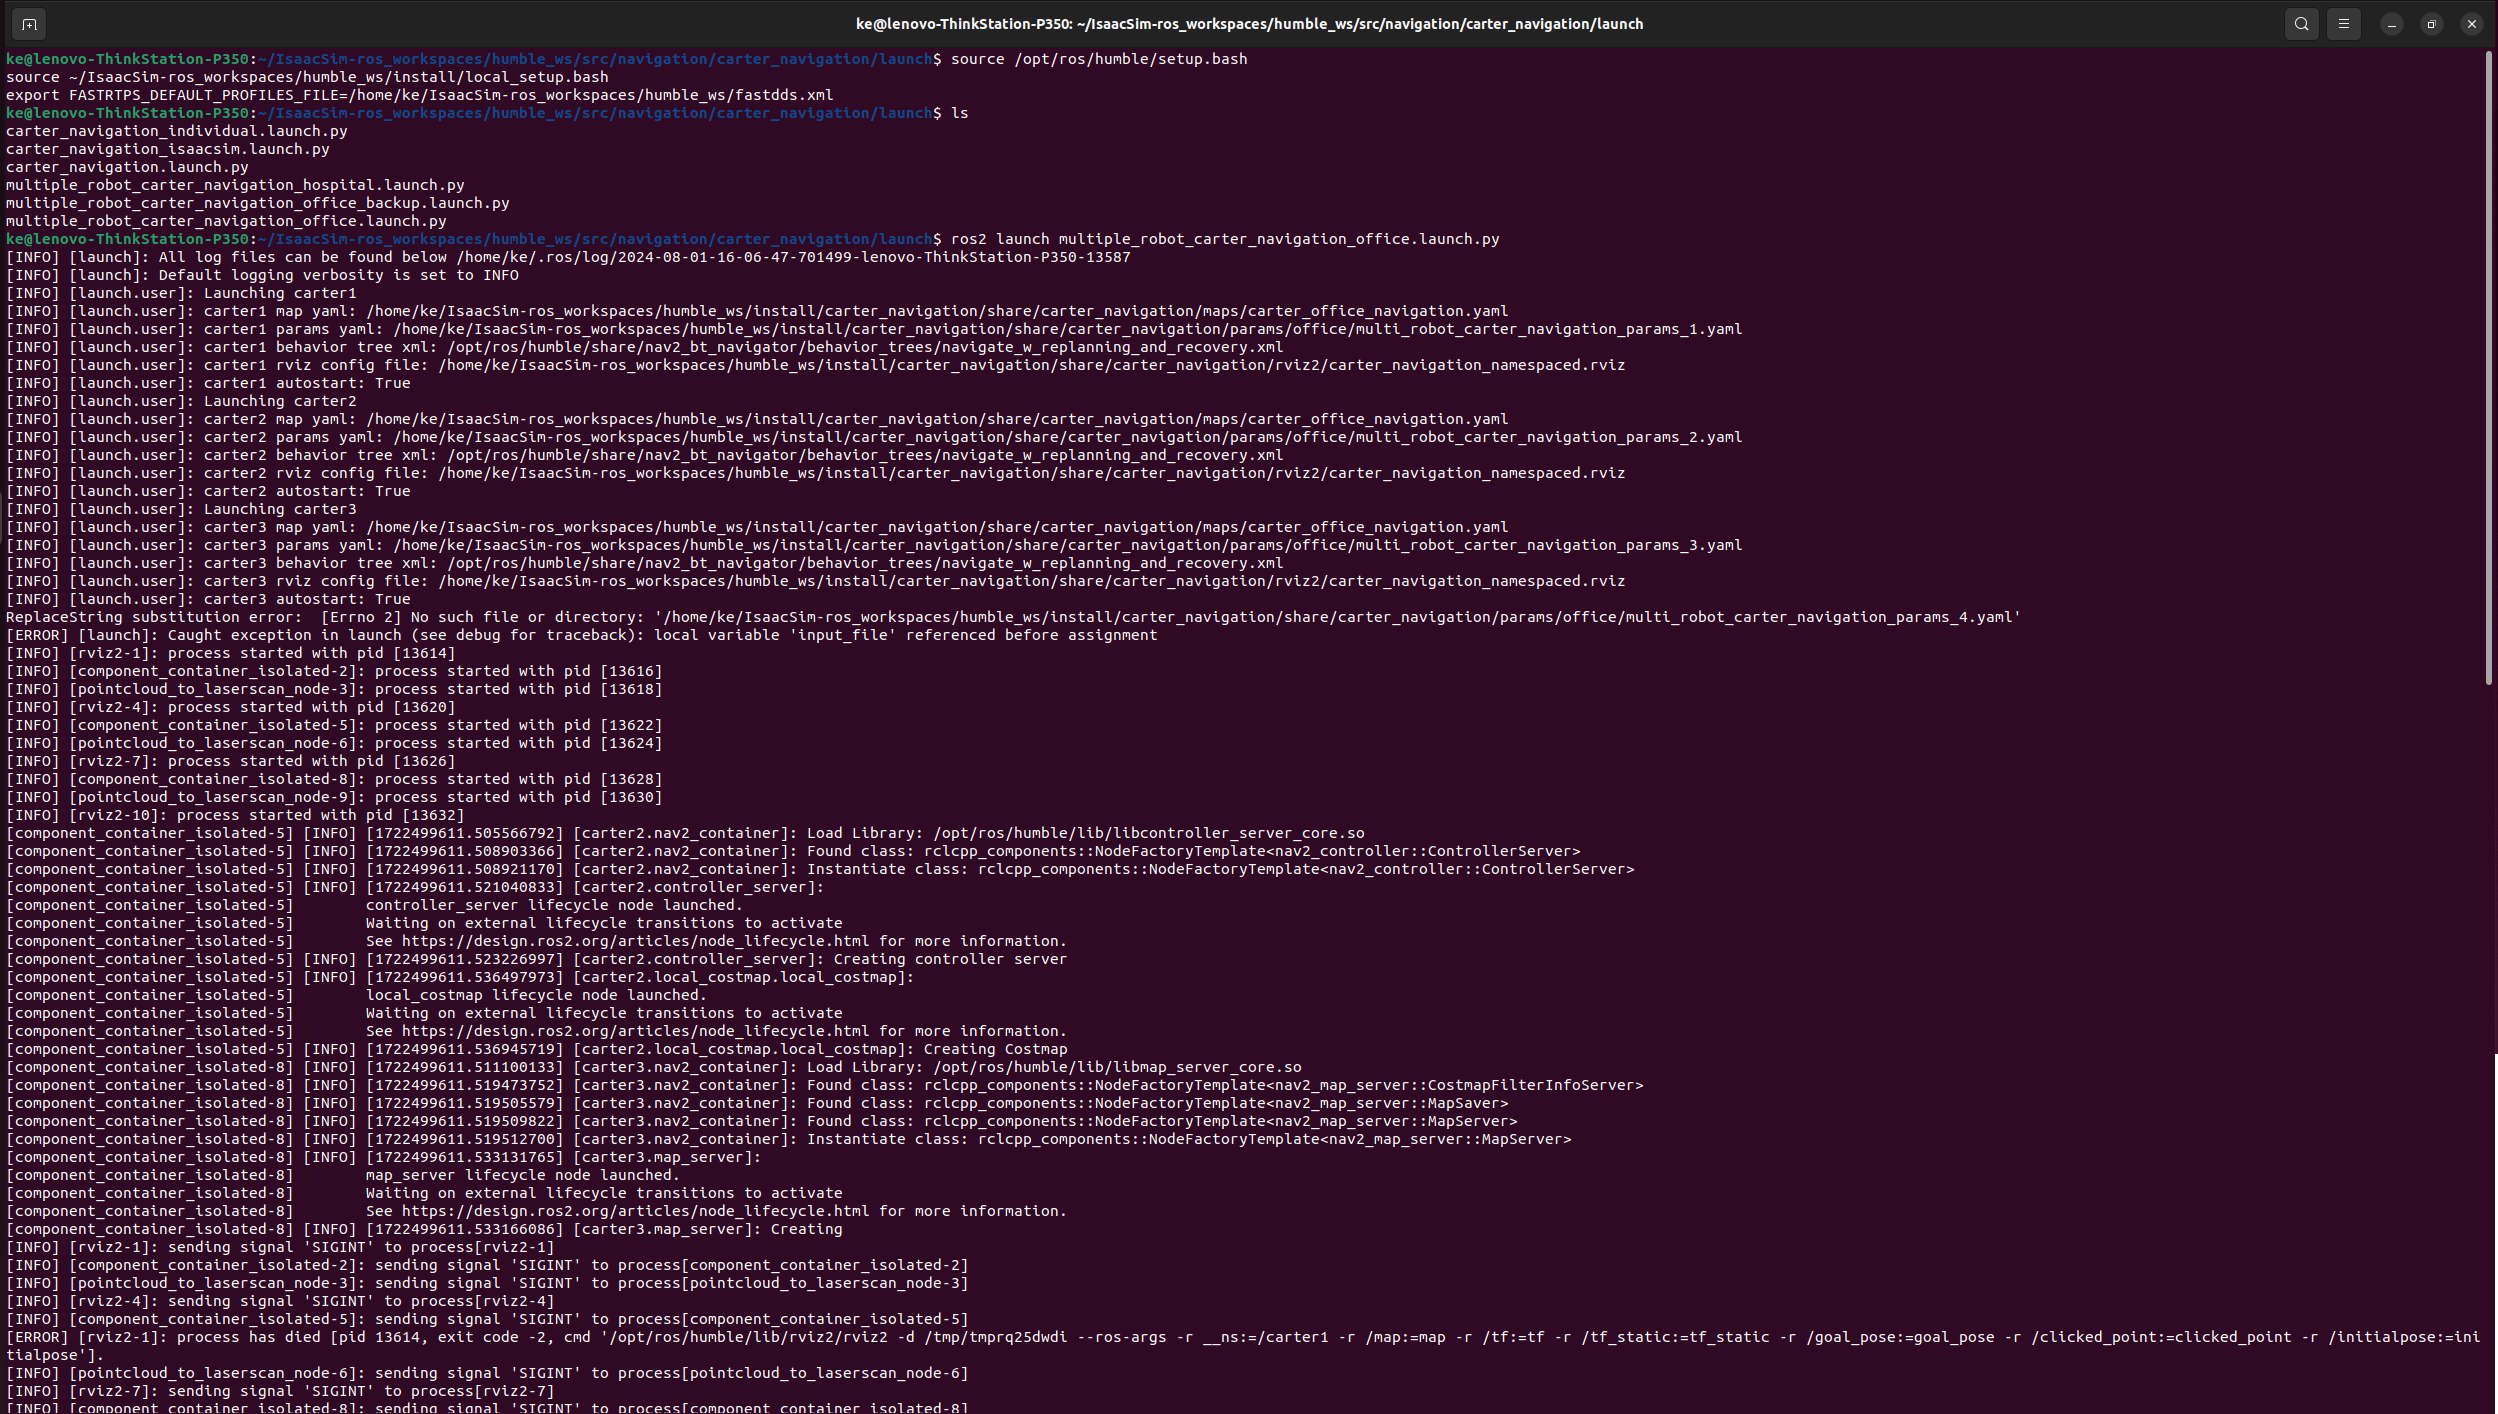 ke@lenovo-ThinkStation-P350: ~/IsaacSim-ros_workspaces/humble_ws/src/navigation/carter_navigation/launch
ke@lenovo-ThinkStation-P350:~/IsaacSim-ros_workspaces/humble_ws/src/navigation/carter_navigation/launch$ source /opt/ros/humble/setup.bash
source ~/IsaacSim-ros_workspaces/humble_ws/install/local_setup.bash
export FASTRTPS_DEFAULT_PROFILES_FILE=/home/ke/IsaacSim-ros_workspaces/humble_ws/fastdds.xml
ke@lenovo-ThinkStation-P350:~/IsaacSim-ros_workspaces/humble_ws/src/navigation/carter_navigation/launch$ ls
carter_navigation_individual.launch.py
carter_navigation_isaacsim.launch.py
carter_navigation.launch.py
multiple_robot_carter_navigation_hospital.launch.py
multiple_robot_carter_navigation_office_backup.launch.py
multiple_robot_carter_navigation_office.launch.py
ke@lenovo-ThinkStation-P350:~/IsaacSim-ros_workspaces/humble_ws/src/navigation/carter_navigation/launch$ ros2 launch multiple_robot_carter_navigation_office.launch.py
[INFO] [launch]: All log files can be found below /home/ke/.ros/log/2024-08-01-16-06-47-701499-lenovo-ThinkStation-P350-13587
[INFO] [launch]: Default logging verbosity is set to INFO
[INFO] [launch.user]: Launching carter1
[INFO] [launch.user]: carter1 map yaml: /home/ke/IsaacSim-ros_workspaces/humble_ws/install/carter_navigation/share/carter_navigation/maps/carter_office_navigation.yaml
[INFO] [launch.user]: carter1 params yaml: /home/ke/IsaacSim-ros_workspaces/humble_ws/install/carter_navigation/share/carter_navigation/params/office/multi_robot_carter_navigation_params_1.yaml
[INFO] [launch.user]: carter1 behavior tree xml: /opt/ros/humble/share/nav2_bt_navigator/behavior_trees/navigate_w_replanning_and_recovery.xml
[INFO] [launch.user]: carter1 rviz config file: /home/ke/IsaacSim-ros_workspaces/humble_ws/install/carter_navigation/share/carter_navigation/rviz2/carter_navigation_namespaced.rviz
[INFO] [launch.user]: carter1 autostart: True
[INFO] [launch.user]: Launching carter2
[INFO] [launch.user]: carter2 map yaml: /home/ke/IsaacSim-ros_workspaces/humble_ws/install/carter_navigation/share/carter_navigation/maps/carter_office_navigation.yaml
[INFO] [launch.user]: carter2 params yaml: /home/ke/IsaacSim-ros_workspaces/humble_ws/install/carter_navigation/share/carter_navigation/params/office/multi_robot_carter_navigation_params_2.yaml
[INFO] [launch.user]: carter2 behavior tree xml: /opt/ros/humble/share/nav2_bt_navigator/behavior_trees/navigate_w_replanning_and_recovery.xml
[INFO] [launch.user]: carter2 rviz config file: /home/ke/IsaacSim-ros_workspaces/humble_ws/install/carter_navigation/share/carter_navigation/rviz2/carter_navigation_namespaced.rviz
[INFO] [launch.user]: carter2 autostart: True
[INFO] [launch.user]: Launching carter3
[INFO] [launch.user]: carter3 map yaml: /home/ke/IsaacSim-ros_workspaces/humble_ws/install/carter_navigation/share/carter_navigation/maps/carter_office_navigation.yaml
[INFO] [launch.user]: carter3 params yaml: /home/ke/IsaacSim-ros_workspaces/humble_ws/install/carter_navigation/share/carter_navigation/params/office/multi_robot_carter_navigation_params_3.yaml
[INFO] [launch.user]: carter3 behavior tree xml: /opt/ros/humble/share/nav2_bt_navigator/behavior_trees/navigate_w_replanning_and_recovery.xml
[INFO] [launch.user]: carter3 rviz config file: /home/ke/IsaacSim-ros_workspaces/humble_ws/install/carter_navigation/share/carter_navigation/rviz2/carter_navigation_namespaced.rviz
[INFO] [launch.user]: carter3 autostart: True
ReplaceString substitution error:  [Errno 2] No such file or directory: '/home/ke/IsaacSim-ros_workspaces/humble_ws/install/carter_navigation/share/carter_navigation/params/office/multi_robot_carter_navigation_params_4.yaml'
[ERROR] [launch]: Caught exception in launch (see debug for traceback): local variable 'input_file' referenced before assignment
[INFO] [rviz2-1]: process started with pid [13614]
[INFO] [component_container_isolated-2]: process started with pid [13616]
[INFO] [pointcloud_to_laserscan_node-3]: process started with pid [13618]
[INFO] [rviz2-4]: process started with pid [13620]
[INFO] [component_container_isolated-5]: process started with pid [13622]
[INFO] [pointcloud_to_laserscan_node-6]: process started with pid [13624]
[INFO] [rviz2-7]: process started with pid [13626]
[INFO] [component_container_isolated-8]: process started with pid [13628]
[INFO] [pointcloud_to_laserscan_node-9]: process started with pid [13630]
[INFO] [rviz2-10]: process started with pid [13632]
[component_container_isolated-5] [INFO] [1722499611.505566792] [carter2.nav2_container]: Load Library: /opt/ros/humble/lib/libcontroller_server_core.so
[component_container_isolated-5] [INFO] [1722499611.508903366] [carter2.nav2_container]: Found class: rclcpp_components::NodeFactoryTemplate<nav2_controller::ControllerServer>
[component_container_isolated-5] [INFO] [1722499611.508921170] [carter2.nav2_container]: Instantiate class: rclcpp_components::NodeFactoryTemplate<nav2_controller::ControllerServer>
[component_container_isolated-5] [INFO] [1722499611.521040833] [carter2.controller_server]:
[component_container_isolated-5]        controller_server lifecycle node launched.
[component_container_isolated-5]        Waiting on external lifecycle transitions to activate
[component_container_isolated-5]        See https://design.ros2.org/articles/node_lifecycle.html for more information.
[component_container_isolated-5] [INFO] [1722499611.523226997] [carter2.controller_server]: Creating controller server
[component_container_isolated-5] [INFO] [1722499611.536497973] [carter2.local_costmap.local_costmap]:
[component_container_isolated-5]        local_costmap lifecycle node launched.
[component_container_isolated-5]        Waiting on external lifecycle transitions to activate
[component_container_isolated-5]        See https://design.ros2.org/articles/node_lifecycle.html for more information.
[component_container_isolated-5] [INFO] [1722499611.536945719] [carter2.local_costmap.local_costmap]: Creating Costmap
[component_container_isolated-8] [INFO] [1722499611.511100133] [carter3.nav2_container]: Load Library: /opt/ros/humble/lib/libmap_server_core.so
[component_container_isolated-8] [INFO] [1722499611.519473752] [carter3.nav2_container]: Found class: rclcpp_components::NodeFactoryTemplate<nav2_map_server::CostmapFilterInfoServer>
[component_container_isolated-8] [INFO] [1722499611.519505579] [carter3.nav2_container]: Found class: rclcpp_components::NodeFactoryTemplate<nav2_map_server::MapSaver>
[component_container_isolated-8] [INFO] [1722499611.519509822] [carter3.nav2_container]: Found class: rclcpp_components::NodeFactoryTemplate<nav2_map_server::MapServer>
[component_container_isolated-8] [INFO] [1722499611.519512700] [carter3.nav2_container]: Instantiate class: rclcpp_components::NodeFactoryTemplate<nav2_map_server::MapServer>
[component_container_isolated-8] [INFO] [1722499611.533131765] [carter3.map_server]:
[component_container_isolated-8]        map_server lifecycle node launched.
[component_container_isolated-8]        Waiting on external lifecycle transitions to activate
[component_container_isolated-8]        See https://design.ros2.org/articles/node_lifecycle.html for more information.
[component_container_isolated-8] [INFO] [1722499611.533166086] [carter3.map_server]: Creating
[INFO] [rviz2-1]: sending signal 'SIGINT' to process[rviz2-1]
[INFO] [component_container_isolated-2]: sending signal 'SIGINT' to process[component_container_isolated-2]
[INFO] [pointcloud_to_laserscan_node-3]: sending signal 'SIGINT' to process[pointcloud_to_laserscan_node-3]
[INFO] [rviz2-4]: sending signal 'SIGINT' to process[rviz2-4]
[INFO] [component_container_isolated-5]: sending signal 'SIGINT' to process[component_container_isolated-5]
[ERROR] [rviz2-1]: process has died [pid 13614, exit code -2, cmd '/opt/ros/humble/lib/rviz2/rviz2 -d /tmp/tmprq25dwdi --ros-args -r __ns:=/carter1 -r /map:=map -r /tf:=tf -r /tf_static:=tf_static -r /goal_pose:=goal_pose -r /clicked_point:=clicked_point -r /initialpose:=ini
tialpose'].
[INFO] [pointcloud_to_laserscan_node-6]: sending signal 'SIGINT' to process[pointcloud_to_laserscan_node-6]
[INFO] [rviz2-7]: sending signal 'SIGINT' to process[rviz2-7]
[INFO] [component_container_isolated-8]: sending signal 'SIGINT' to process[component_container_isolated-8]